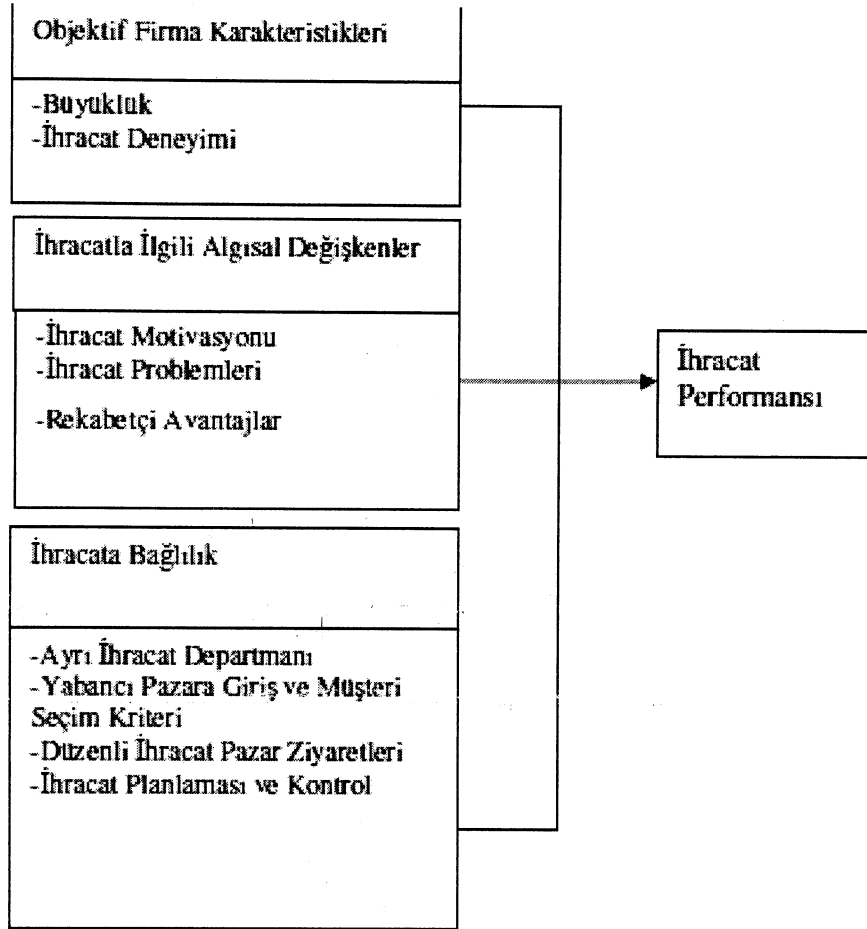 Objektif Firma Karakteristikleri
-Büyüklük
-İhracat Deneyimi
İhracatla İlgili Algısal Değişkenler
-İhracat Motivasyonu
-İhracat Problemleri
-Rekabetçi Avantajlar
İhracat
Performansı
İhracata Bağlılık
-Ayrı İhracat Departmanı
-Yabancı Pazara Giriş ve Müşteri
Seçim Kriteri
-Düzenli İhracat Pazar Ziyaretleri
-İhracat Planlaması ve Kontrol